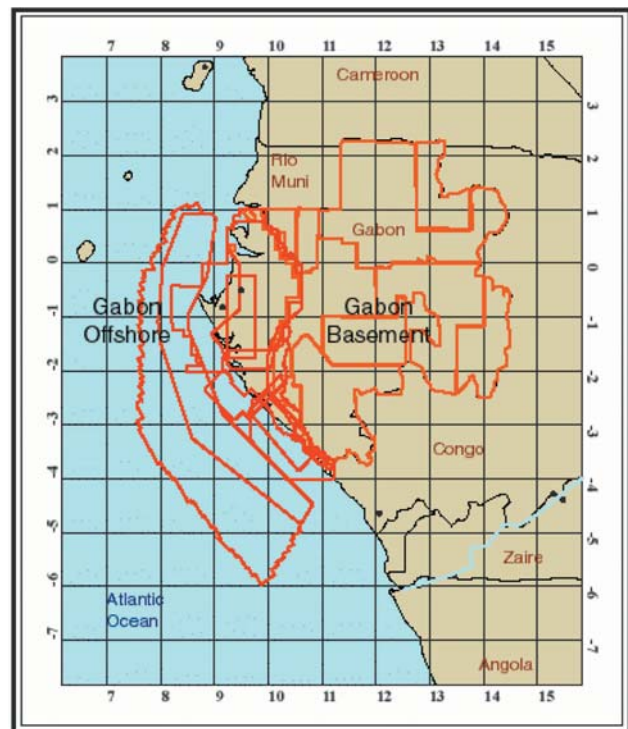 7 8 9 10 11 12 13 14 15
Cameroon
3 3
2 2
Rio
Muni
1 1
Gabon
0 0
Gabon
Offshore
Gabon
Basement
-1 -1
-2 -2
-3 -3
Congo
-4 -4
-5 -5
Zaire
-6 -6
Atlantic
Ocean
-7 -7
Angola
7 8 9 10 11 12 13 14 15